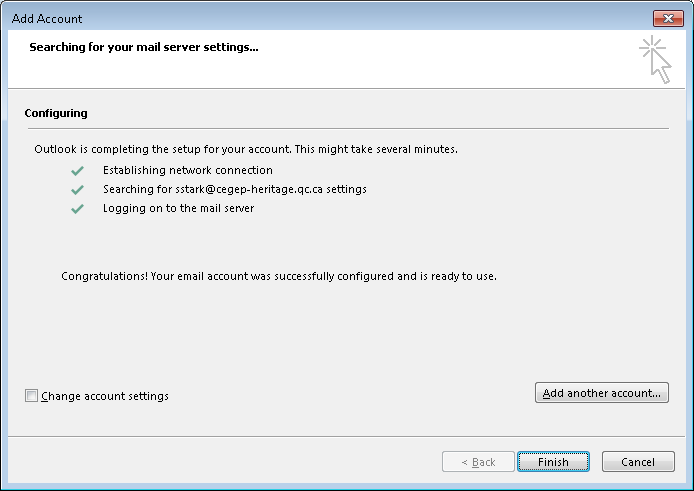 Add Account
Searching for your mail server settings...
Configuring
Outlook is completing the setup for your account. This might take several minutes.
Establishing network connection
Searching for sstark@cegep-heritage.qc.ca settings
Logging on to the mail server
Congratulations! Your email account was successfully configured and is ready to use.
Change account settings
Add another account...
< Back
Finish
Cancel